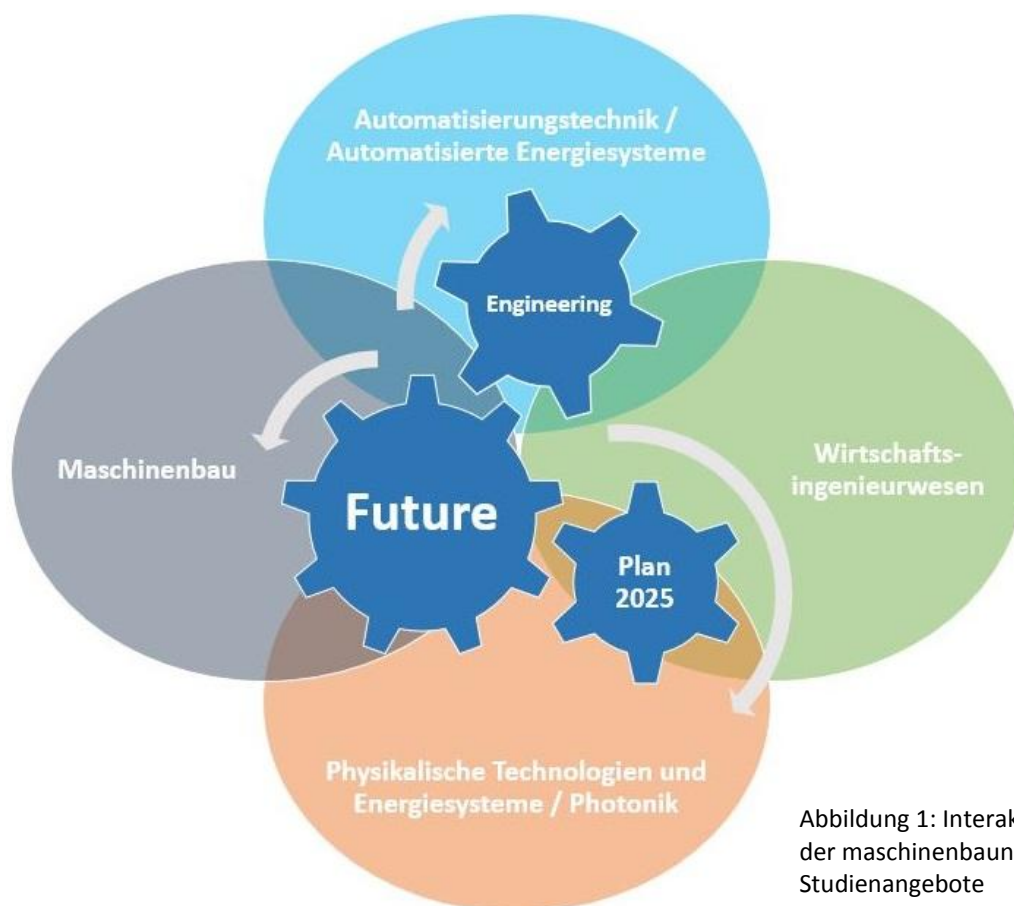 Automatisierungstechnik /
Automatisierte Energiesysteme
Engineering
Maschinenbau
Wirtschafts-
ingenieurwesen
Future
Plan
2025
Physikalische Technologien und
Energiesysteme / Photonik
Abbildung 1: Interak
der maschinenbaun
Studienangebote